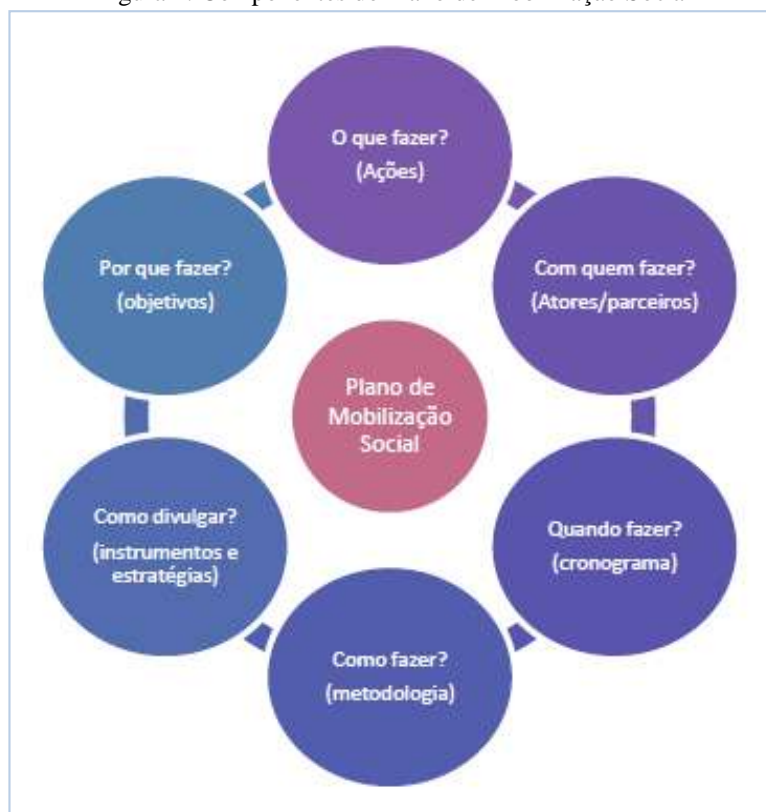 O que fazer?
(Ações)
Com quem fazer?
(Atores/parceiros)
Quando fazer?
(cronograma)
Como fazer?
(metodologia)
Como divulgar?
(instrumentos e
estratégias)
Por que fazer?
(objetivos)
Plano de
Mobilização
Social